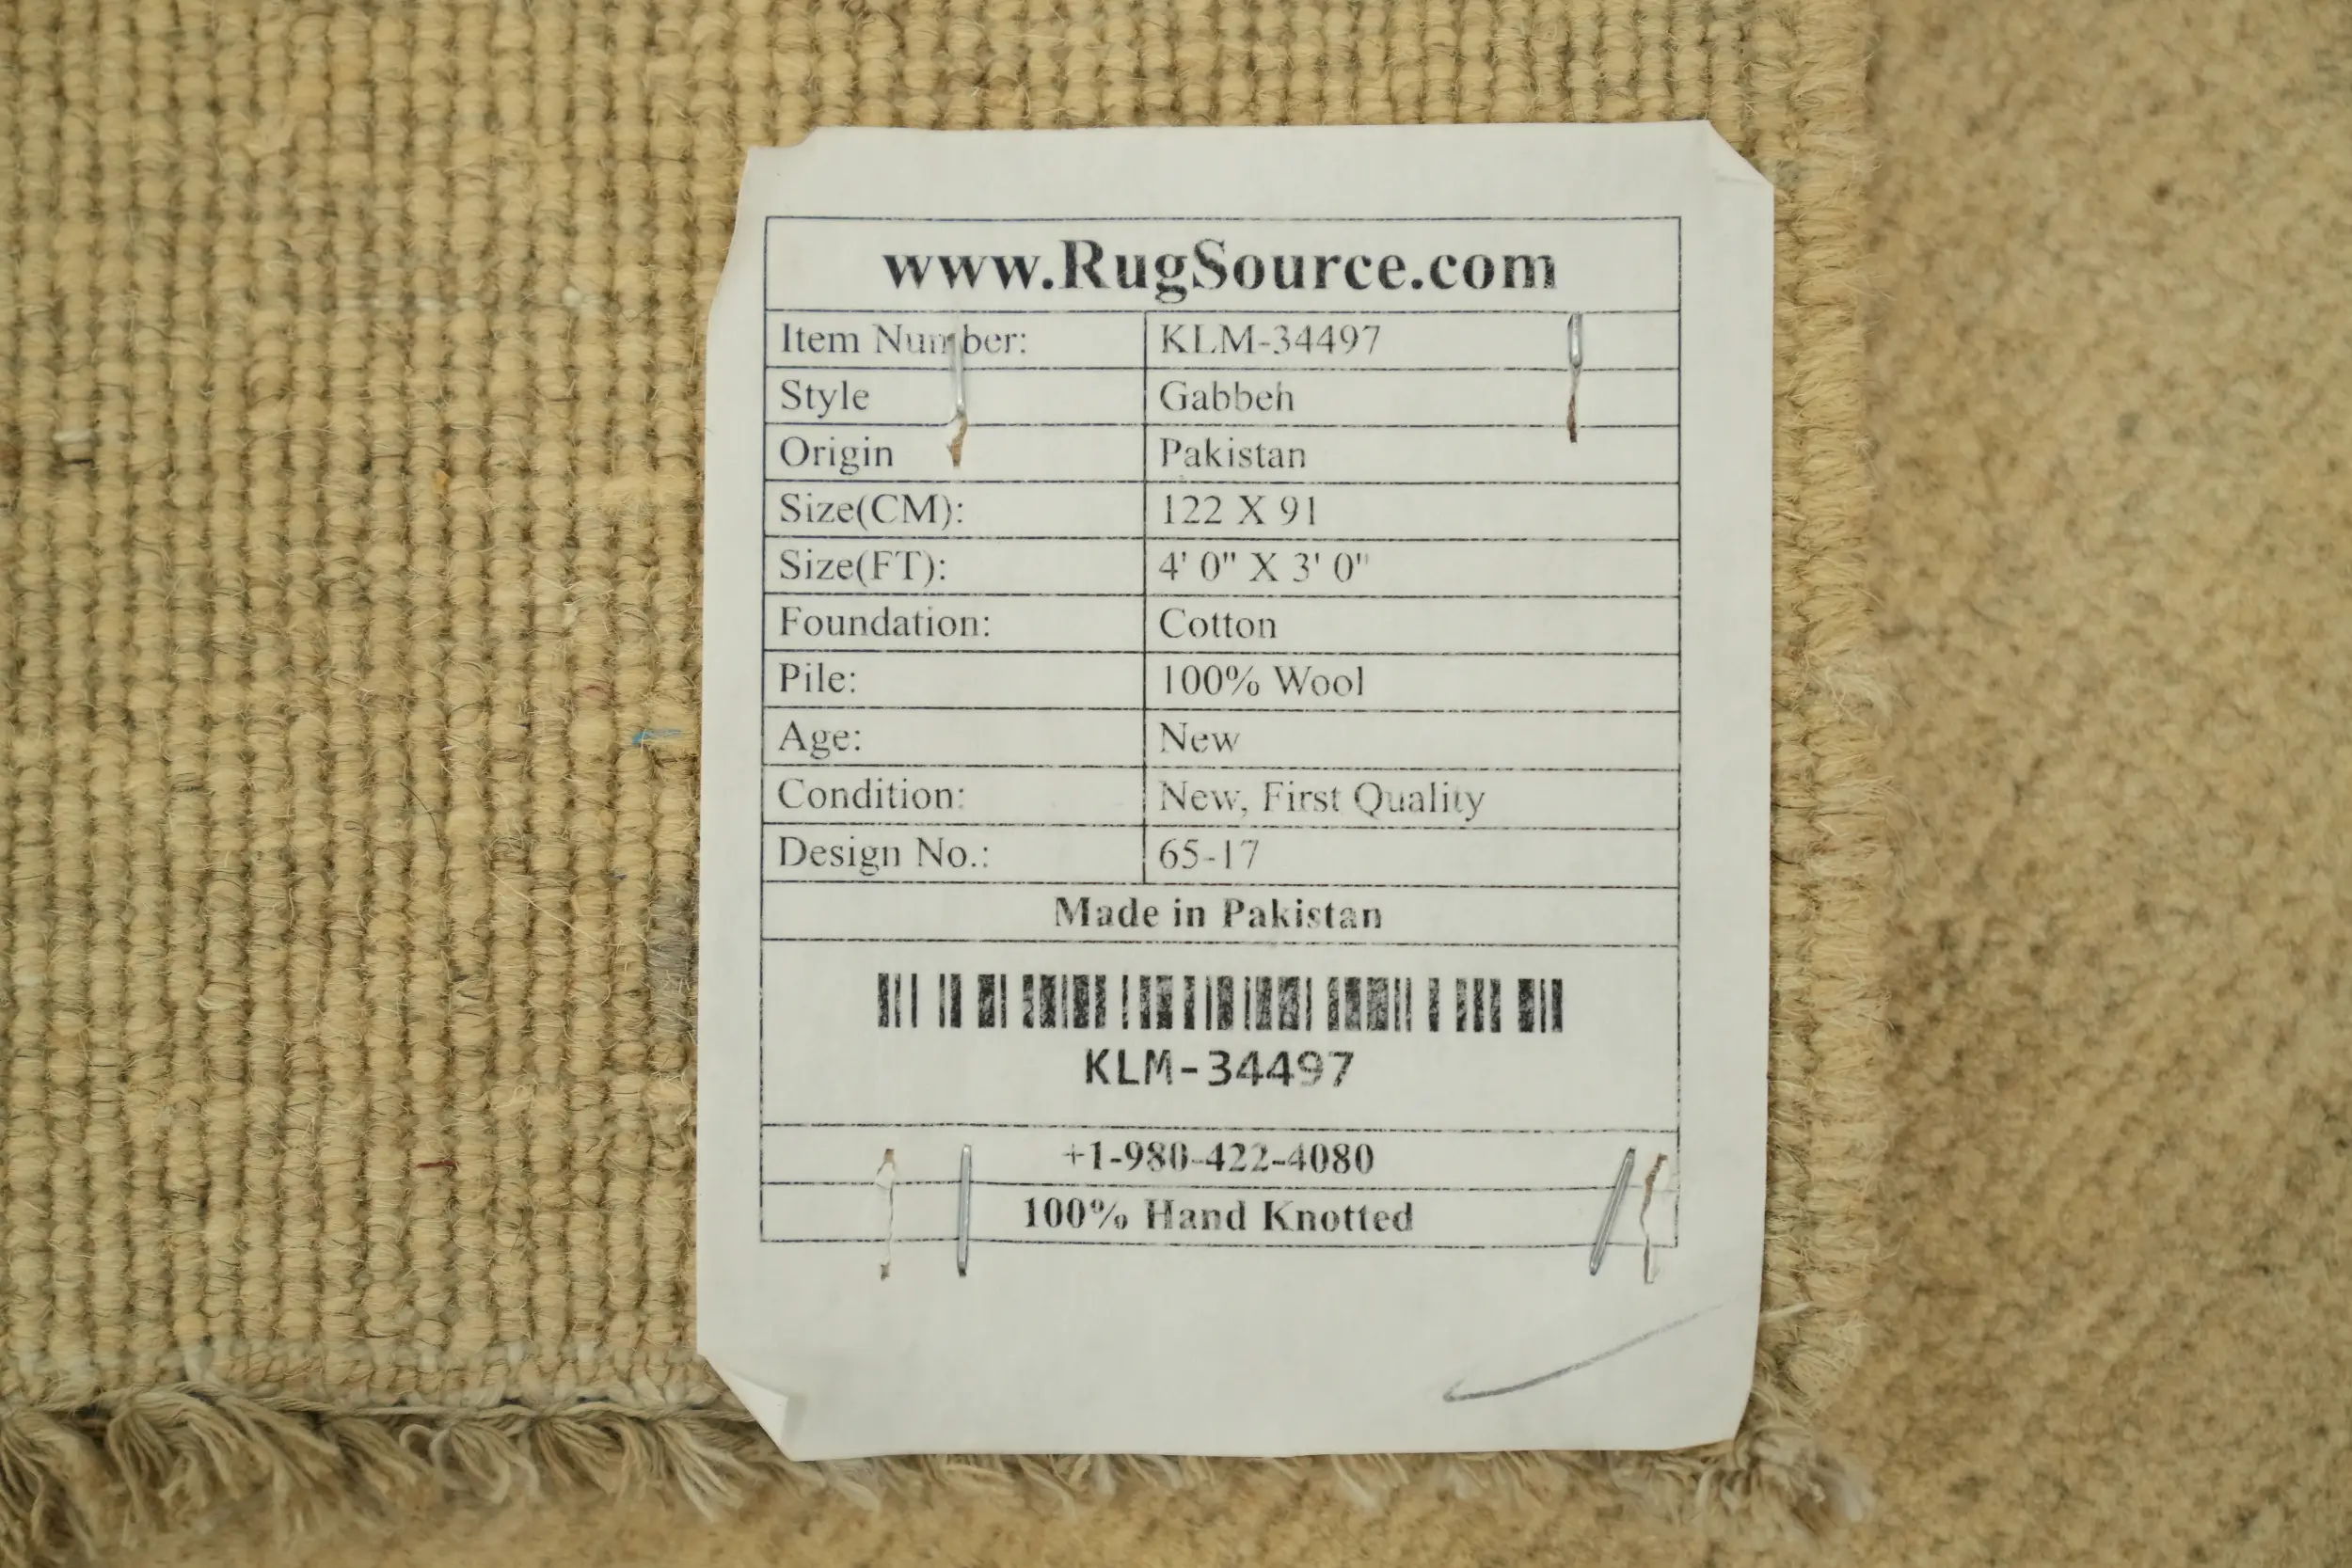 www.RugSource.com
Item Number: KLM-34497
Style Gabbeh
Origin Pakistan
Size(CM): 122 X 91
Size(FT): 4' 0" X 3' 0"
Foundation: Cotton
Pile: 100% Wool
Age: New
Condition: New, First Quality
Design No.: 65-17
Made in Pakistan
KLM-34497
+1-980-422-4080
100% Hand Knotted